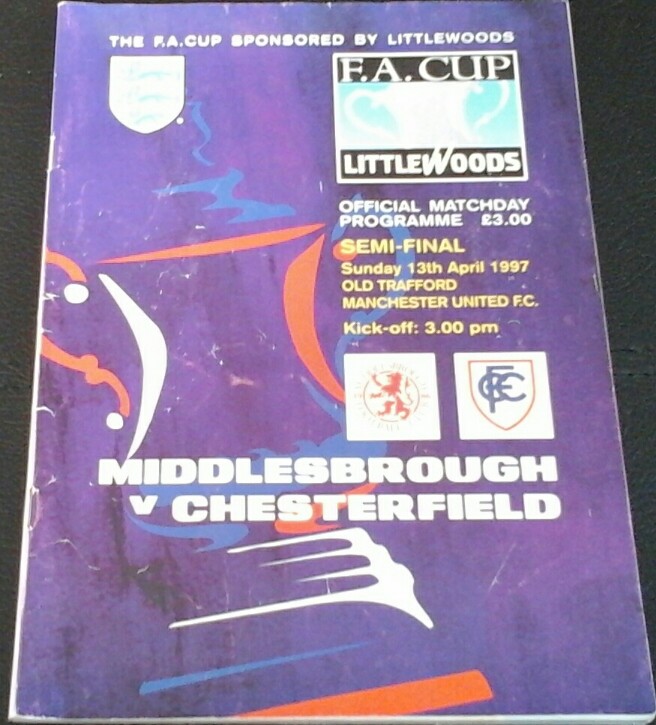 THE F.A.CUP SPONSORED BY LITTLEWOODS
F.A. CUP
LITTLEWOODS
OFFICIAL MATCHDAY
PROGRAMME £3.00
SEMI-FINAL
Sunday 13th April 1997
OLD TRAFFORD
MANCHESTER UNITED F.C.
Kick-off: 3.00 pm
CFC
MIDDLESBROUGH
v CHESTERFIELD